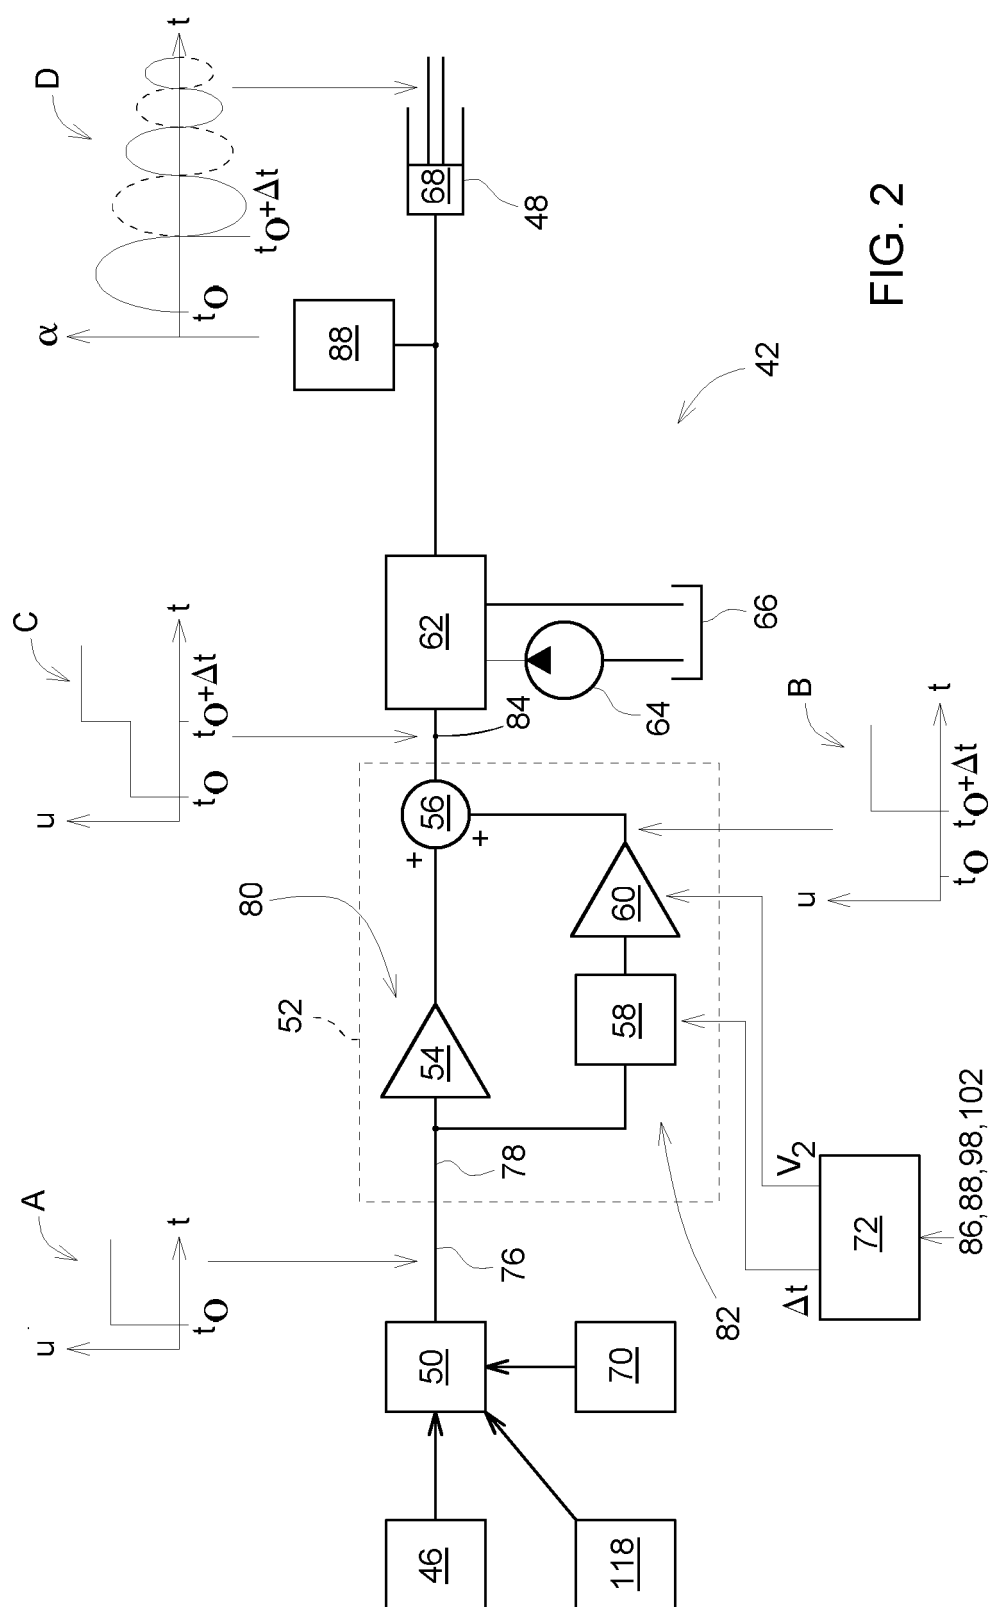 A
u
t
t0
C
u
t
t0
t0+Δt
D
α
t
t0
t0+Δt
46
118
50
70
76
78
52
54
80
56
+
+
58
60
82
84
62
64
66
88
68
48
42
72
Δt
V2
86,88,98,102
B
u
t
t0
t0+Δt
FIG. 2